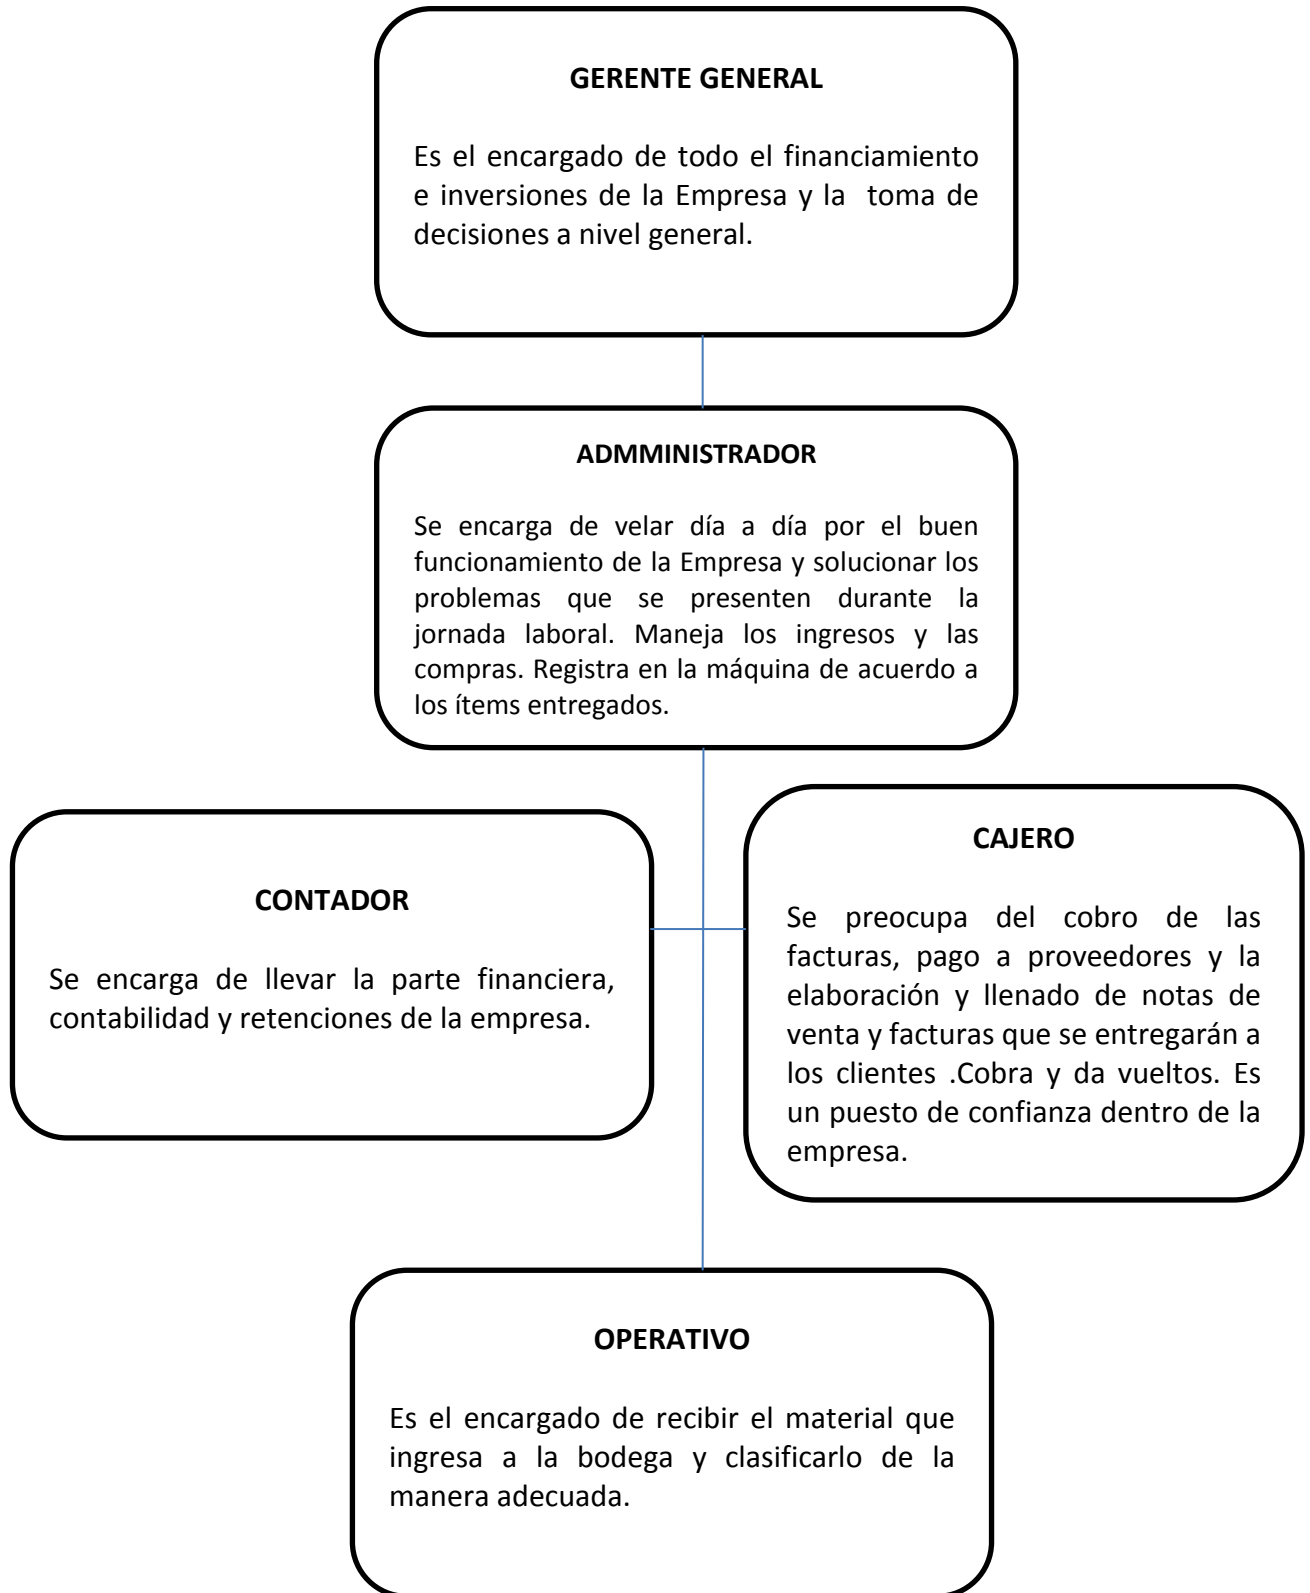 GERENTE GENERAL
Es el encargado de todo el financiamiento
e inversiones de la Empresa y la toma de
decisiones a nivel general.
ADMMINISTRADOR
Se encarga de velar día a día por el buen
funcionamiento de la Empresa y solucionar los
problemas que se presenten durante la
jornada laboral. Maneja los ingresos y las
compras. Registra en la máquina de acuerdo a
los ítems entregados.
CONTADOR
Se encarga de llevar la parte financiera,
contabilidad y retenciones de la empresa.
CAJERO
Se preocupa del cobro de las
facturas, pago a proveedores y la
elaboración y llenado de notas de
venta y facturas que se entregarán a
los clientes .Cobra y da vueltos. Es
un puesto de confianza dentro de la
empresa.
OPERATIVO
Es el encargado de recibir el material que
ingresa a la bodega y clasificarlo de la
manera adecuada.